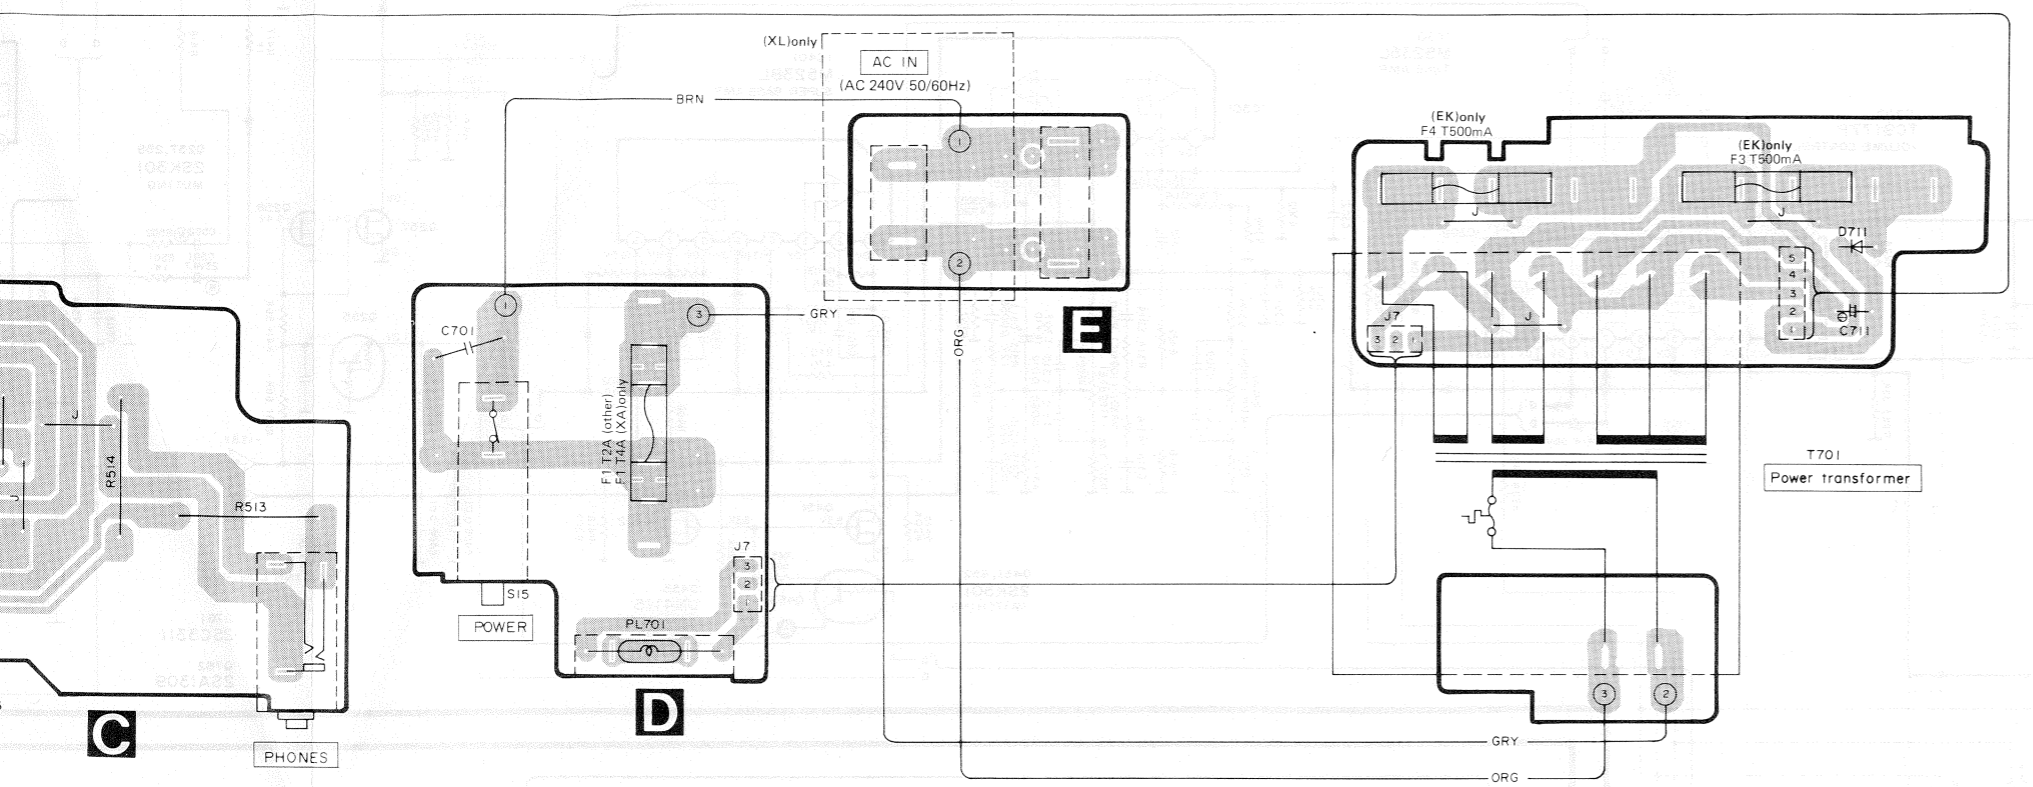 (XL)only
AC IN
(AC 240V 50/60Hz)
BRN
1
2
E
ORG
(EK)only
F4 T500mA
(EK)only
F3 T500mA
J
J
D711
5
4
3
2
1
C711
J
J7
3 2 1
T701
Power transformer
3
2
GRY
ORG
1
3
GRY
C701
F1 T2A (other)
F1 T4A (XA)only
J7
3
2
1
S15
POWER
PL701
D
J
J
R514
R513
C
PHONES